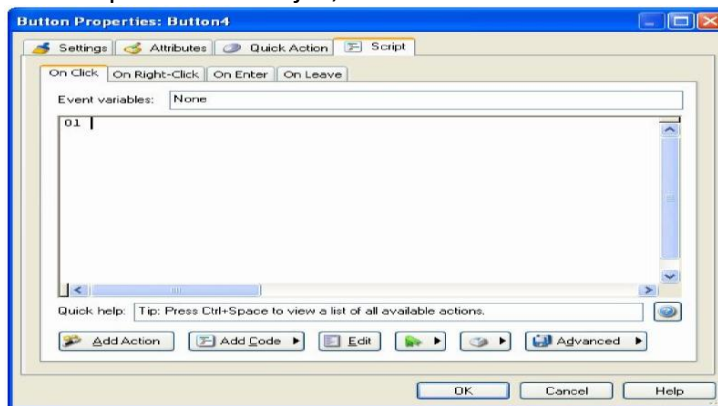 Button Properties: Button4
Settings Attributes Quick Action Script
On Click On Right-Click On Enter On Leave
Event variables: None
01
Quick help: Tip: Press Ctrl+Space to view a list of all available actions.
Add Action Add Code Edit Advanced
OK Cancel Help